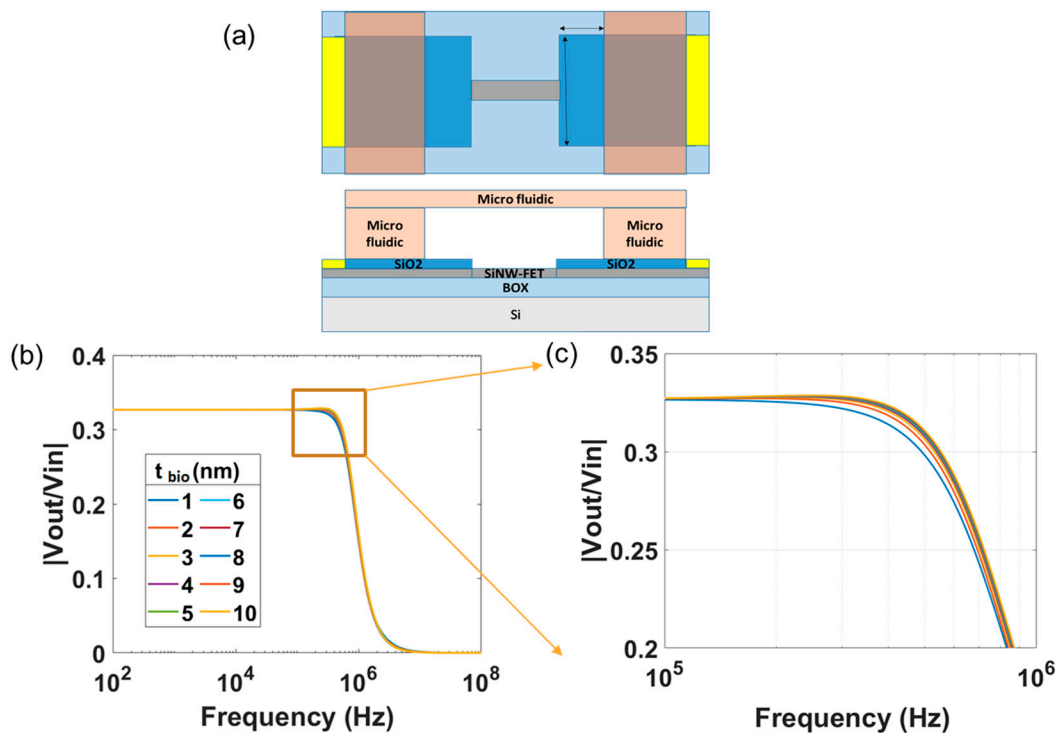 (a)
Micro fluidic
Micro
fluidic
Micro
fluidic
SiO2
SiO2
SiNW-FET
BOX
Si
(b)
|Vout/Vin|
0.4
0.3
0.2
0.1
0
t bio (nm)
1 6
2 7
3 8
4 9
5 10
10^2 10^4 10^6 10^8
Frequency (Hz)
(c)
|Vout/Vin|
0.35
0.3
0.25
0.2
10^5 10^6
Frequency (Hz)